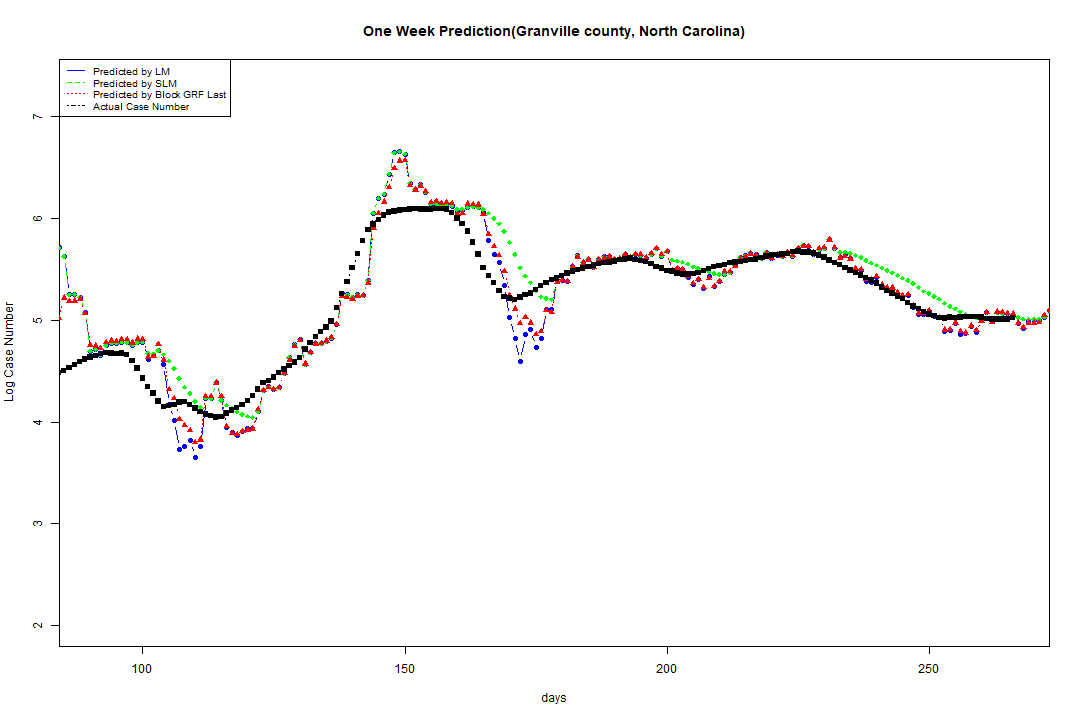 One Week Prediction(Granville county, North Carolina)
Predicted by LM
Predicted by SLM
Predicted by Block GRF Last
Actual Case Number
7
6
5
4
3
2
Log Case Number
100 150 200 250
days